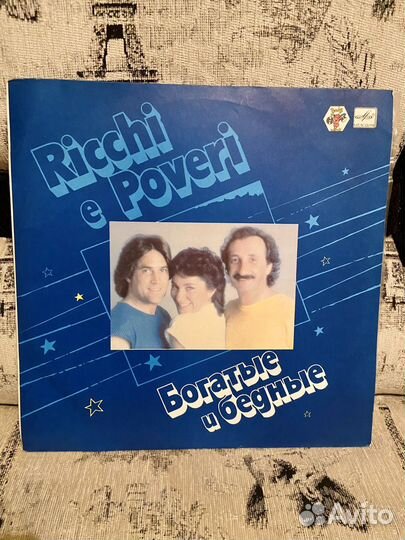 Ricchi
e Poveri
Богатые
и бедные
Avito